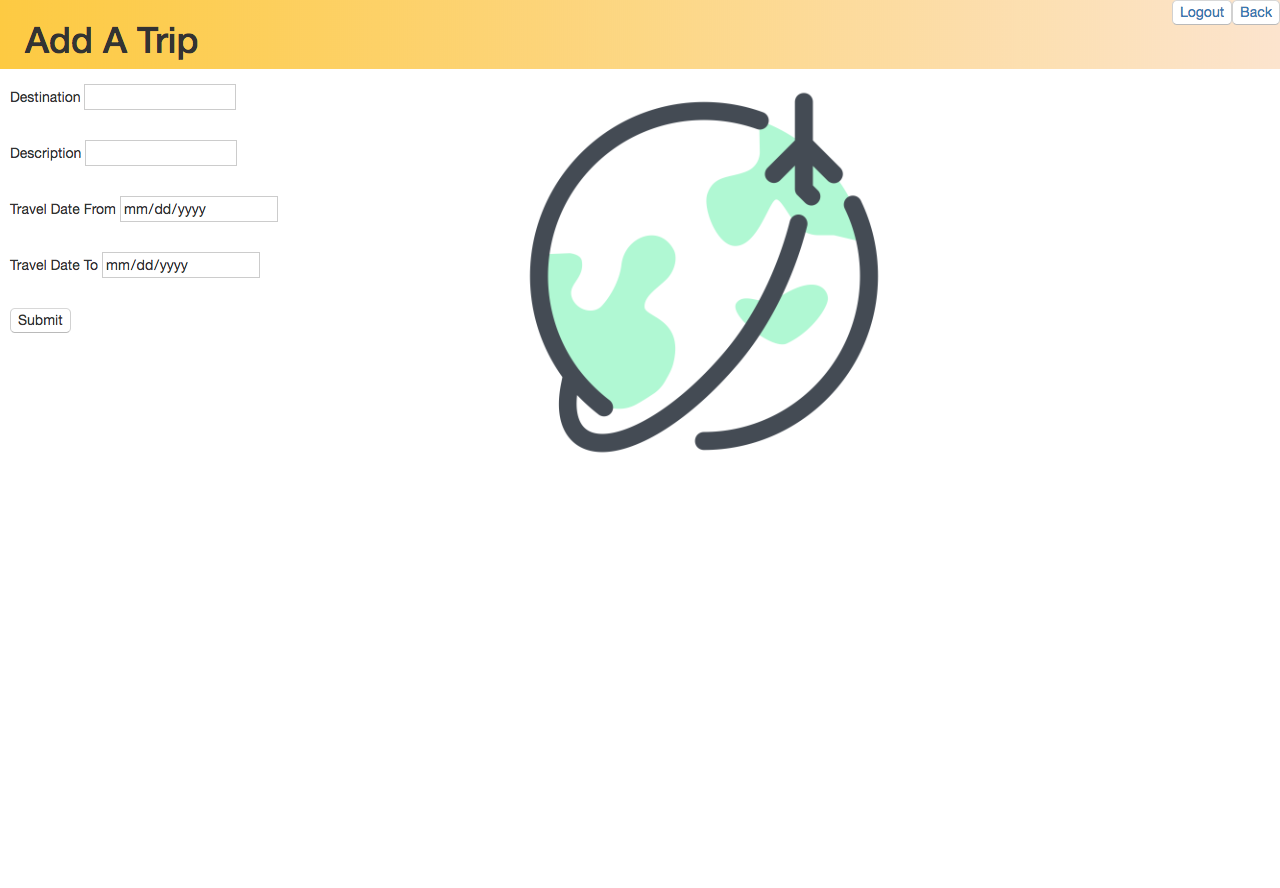 Logout Back
Add A Trip
Destination
Description
Travel Date From mm/dd/yyyy
Travel Date To mm/dd/yyyy
Submit